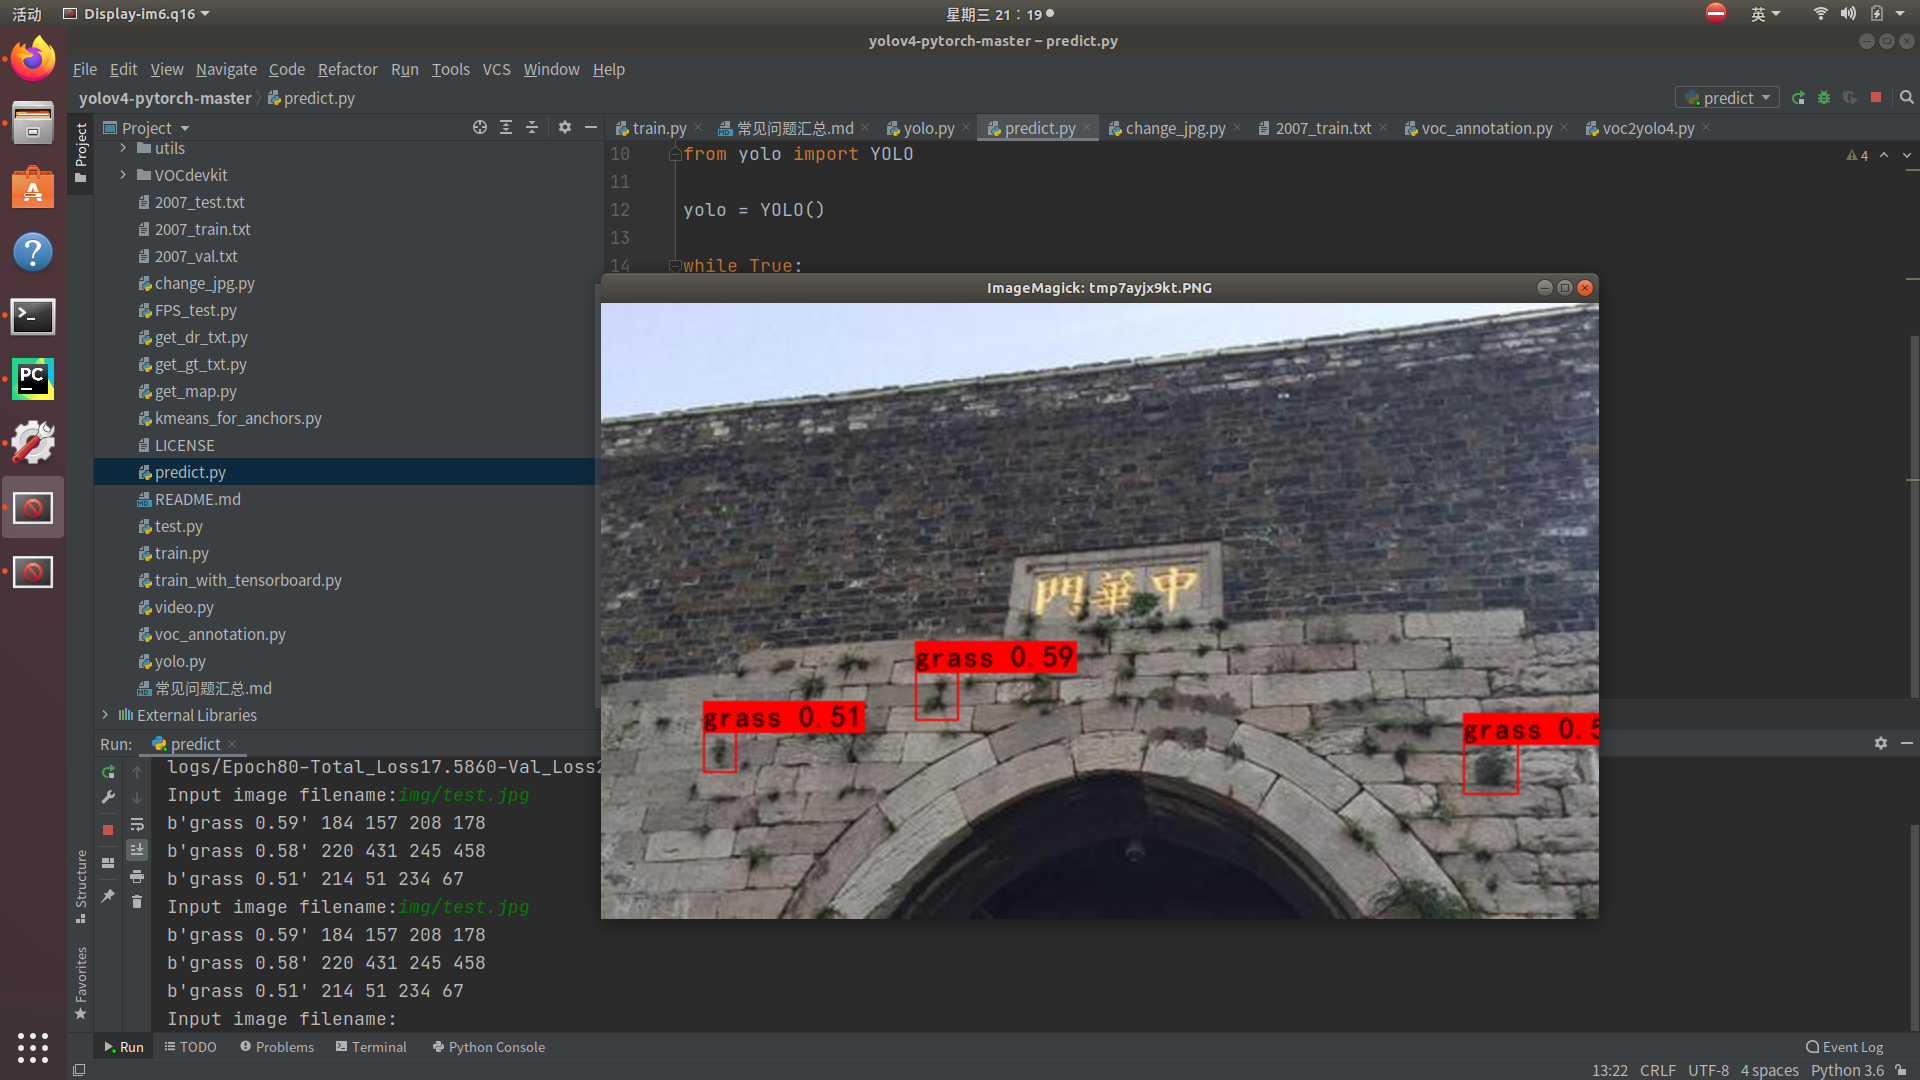 活动 Display-im6.q16 星期三 21：19 英
yolov4-pytorch-master – predict.py
File Edit View Navigate Code Refactor Run Tools VCS Window Help
yolov4-pytorch-master predict.py predict
Project
Project
train.py 常见问题汇总.md yolo.py predict.py change_jpg.py 2007_train.txt voc_annotation.py voc2yolo4.py
utils
VOCdevkit
2007_test.txt
2007_train.txt
2007_val.txt
change_jpg.py
FPS_test.py
get_dr_txt.py
get_gt_txt.py
get_map.py
kmeans_for_anchors.py
LICENSE
predict.py
README.md
test.py
train.py
train_with_tensorboard.py
video.py
voc_annotation.py
yolo.py
常见问题汇总.md
External Libraries
10 from yolo import YOLO
11
12 yolo = YOLO()
13
14 while True:
4
ImageMagick: tmp7ayjx9kt.PNG
門華中
grass 0.59
grass 0.51
grass 0.5
Run: predict
logs/Epoch80-Total_Loss17.5860-Val_Loss2
Input image filename:img/test.jpg
b'grass 0.59' 184 157 208 178
b'grass 0.58' 220 431 245 458
b'grass 0.51' 214 51 234 67
Input image filename:img/test.jpg
b'grass 0.59' 184 157 208 178
b'grass 0.58' 220 431 245 458
b'grass 0.51' 214 51 234 67
Input image filename:
Structure
Favorites
PC
Run TODO Problems Terminal Python Console Event Log
13:22 CRLF UTF-8 4 spaces Python 3.6